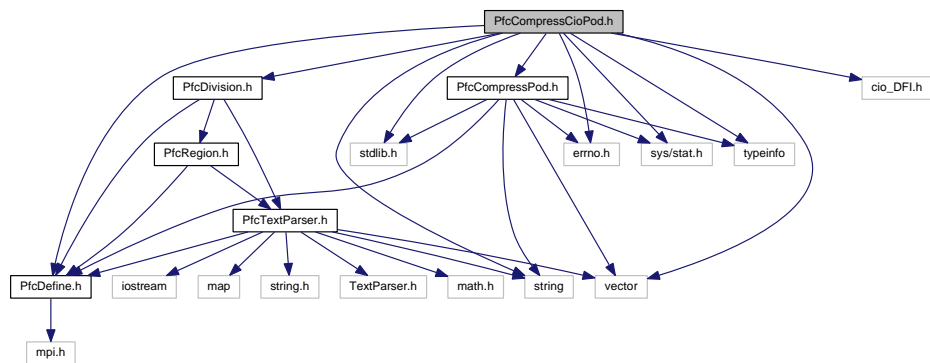 PfcCompressCioPod.h
PfcDivision.h
PfcCompressPod.h
cio_DFI.h
PfcRegion.h
stdlib.h
errno.h
sys/stat.h
typeinfo
PfcTextParser.h
PfcDefine.h
iostream
map
string.h
TextParser.h
math.h
string
vector
mpi.h